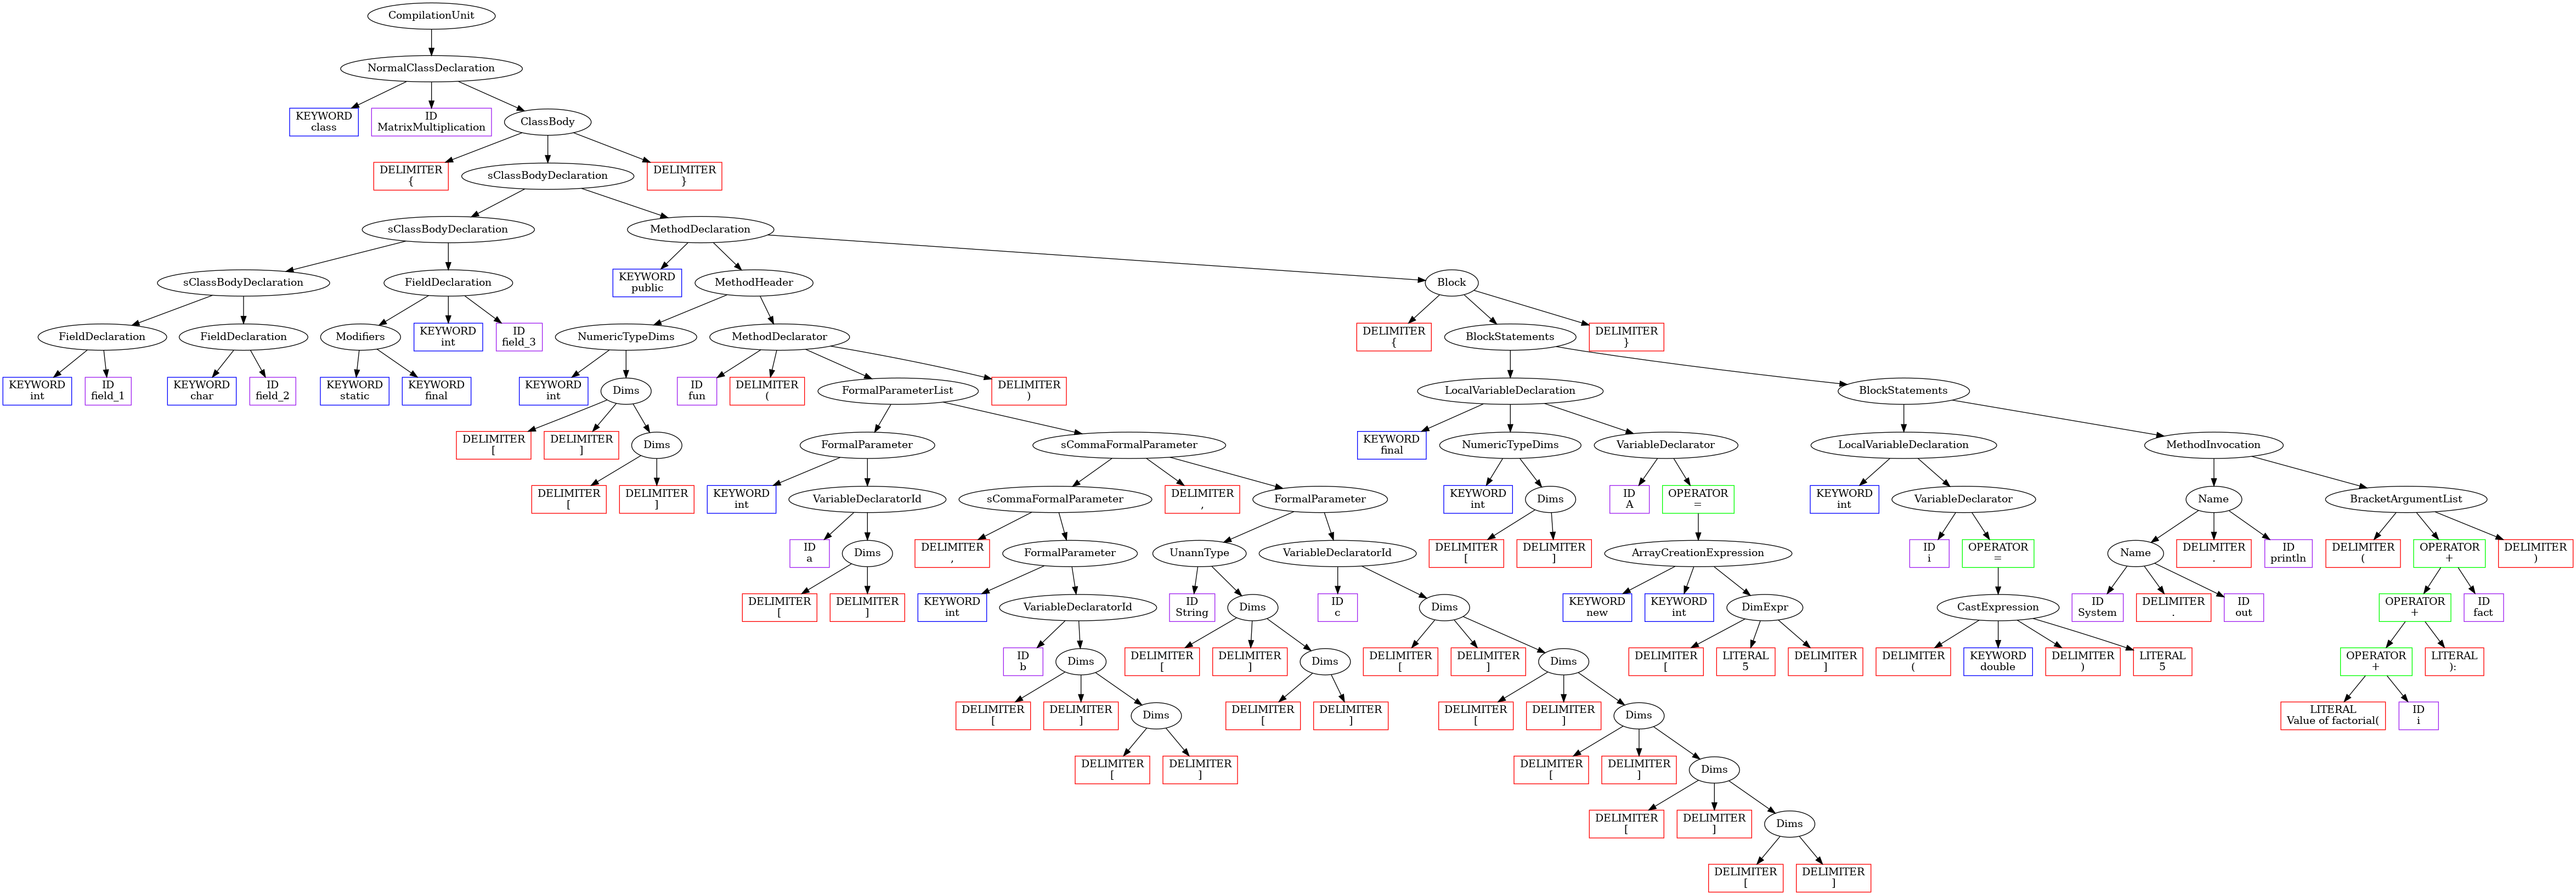 CompilationUnit
NormalClassDeclaration
KEYWORD
class
ID
MatrixMultiplication
ClassBody
DELIMITER
{
sClassBodyDeclaration
DELIMITER
}
sClassBodyDeclaration
MethodDeclaration
sClassBodyDeclaration
FieldDeclaration
KEYWORD
public
MethodHeader
Block
FieldDeclaration
FieldDeclaration
Modifiers
KEYWORD
int
ID
field_3
NumericTypeDims
MethodDeclarator
DELIMITER
{
BlockStatements
DELIMITER
}
KEYWORD
int
ID
field_1
KEYWORD
char
ID
field_2
KEYWORD
static
KEYWORD
final
KEYWORD
int
Dims
ID
fun
DELIMITER
(
FormalParameterList
DELIMITER
)
LocalVariableDeclaration
BlockStatements
DELIMITER
[
DELIMITER
]
Dims
FormalParameter
sCommaFormalParameter
KEYWORD
final
NumericTypeDims
VariableDeclarator
LocalVariableDeclaration
MethodInvocation
DELIMITER
[
DELIMITER
]
KEYWORD
int
VariableDeclaratorId
sCommaFormalParameter
DELIMITER
,
FormalParameter
KEYWORD
int
Dims
ID
A
OPERATOR
=
KEYWORD
int
VariableDeclarator
Name
BracketArgumentList
ID
a
Dims
DELIMITER
,
FormalParameter
UnannType
VariableDeclaratorId
DELIMITER
[
DELIMITER
]
ArrayCreationExpression
ID
i
OPERATOR
=
Name
DELIMITER
.
ID
println
DELIMITER
(
OPERATOR
+
DELIMITER
)
DELIMITER
[
DELIMITER
]
KEYWORD
int
VariableDeclaratorId
ID
String
Dims
ID
c
Dims
KEYWORD
new
KEYWORD
int
DimExpr
CastExpression
ID
System
DELIMITER
.
ID
out
OPERATOR
+
ID
fact
ID
b
Dims
DELIMITER
[
DELIMITER
]
Dims
DELIMITER
[
DELIMITER
]
Dims
DELIMITER
[
LITERAL
5
DELIMITER
]
DELIMITER
(
KEYWORD
double
DELIMITER
)
LITERAL
5
OPERATOR
+
LITERAL
):
DELIMITER
[
DELIMITER
]
Dims
DELIMITER
[
DELIMITER
]
DELIMITER
[
DELIMITER
]
Dims
LITERAL
Value of factorial(
ID
i
DELIMITER
[
DELIMITER
]
DELIMITER
[
DELIMITER
]
Dims
DELIMITER
[
DELIMITER
]
Dims
DELIMITER
[
DELIMITER
]